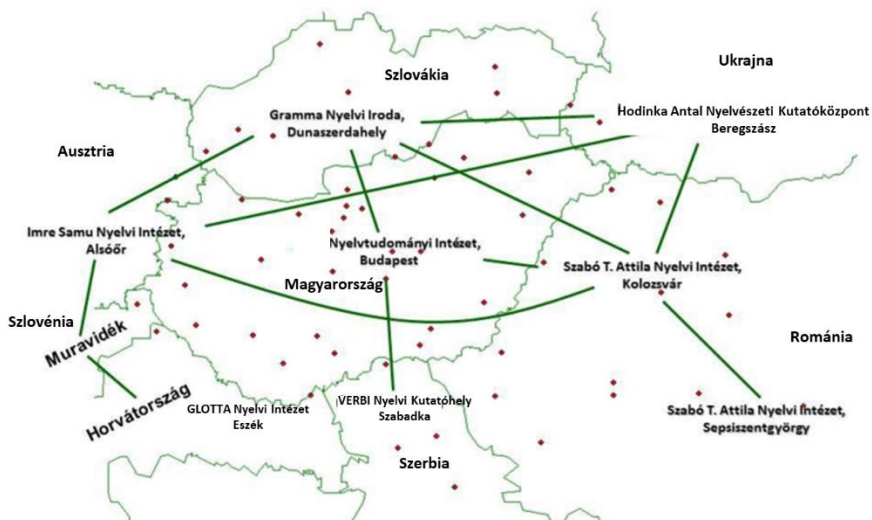 Szlovákia
Ukrajna
Gramma Nyelvi Iroda,
Dunaszerdahely
Hodinka Antal Nyelvészeti Kutatóközpont
Beregszász
Ausztria
Imre Samu Nyelvi Intézet,
Alsóőr
Nyelvtudományi Intézet,
Budapest
Szabó T. Attila Nyelvi Intézet,
Kolozsvár
Magyarország
Szlovénia
Muravidék
Románia
Horvátország
GLOTTA Nyelvi Intézet
Eszék
VERBI Nyelvi Kutatóhely
Szabadka
Szabó T. Attila Nyelvi Intézet,
Sepsiszentgyörgy
Szerbia